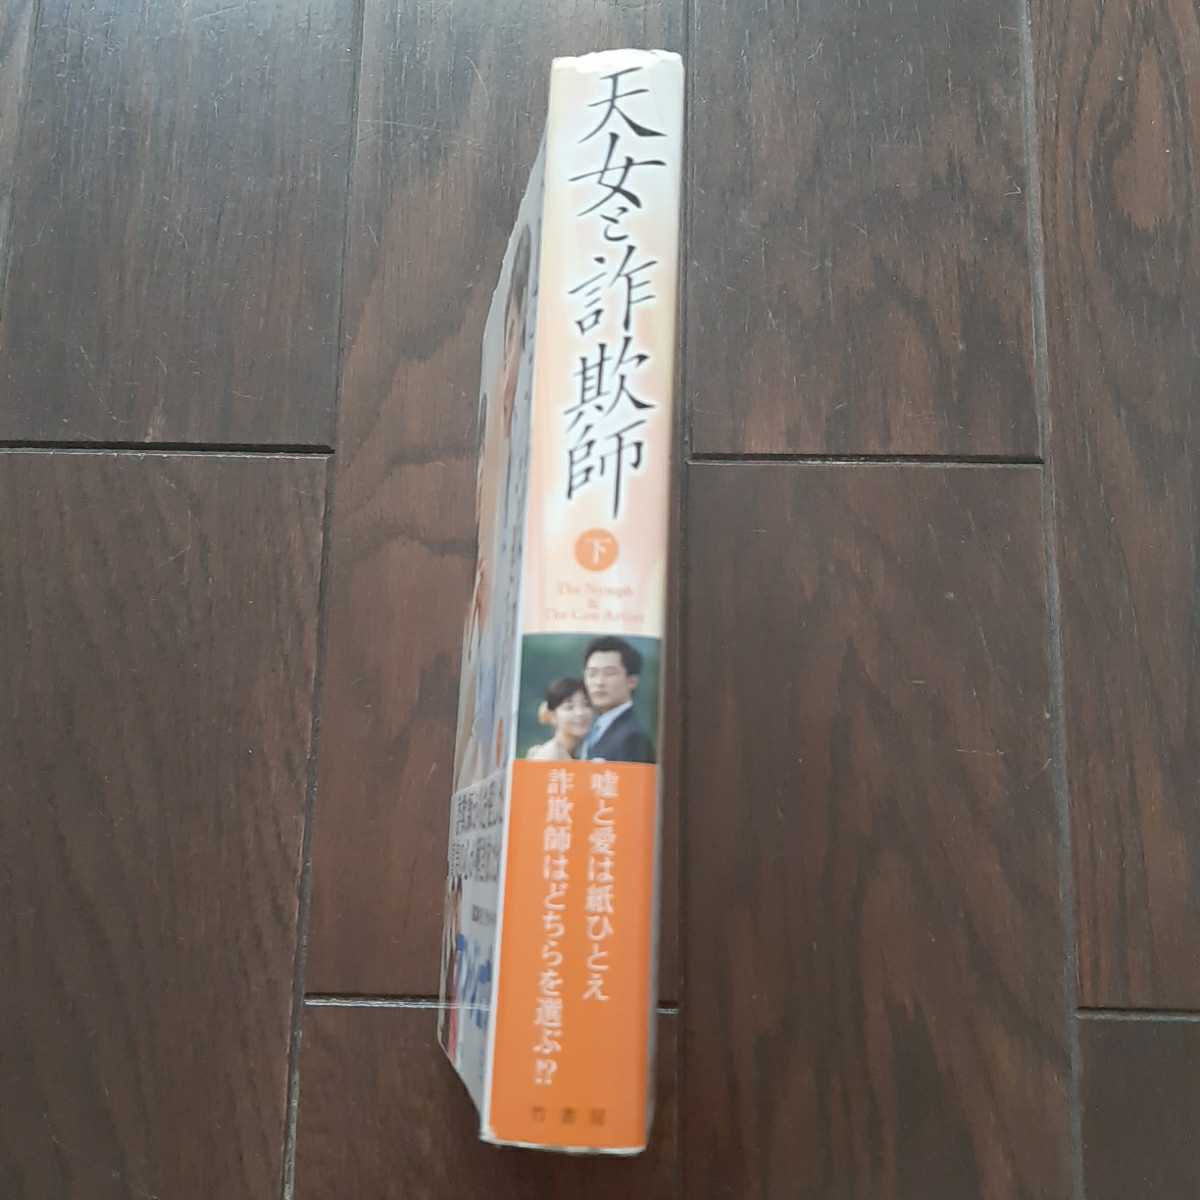 天女と詐欺師
下
The Nymph
&
The Con Artist
嘘と愛は紙ひとえ
詐欺師はどちらを選ぶ!?
竹書房